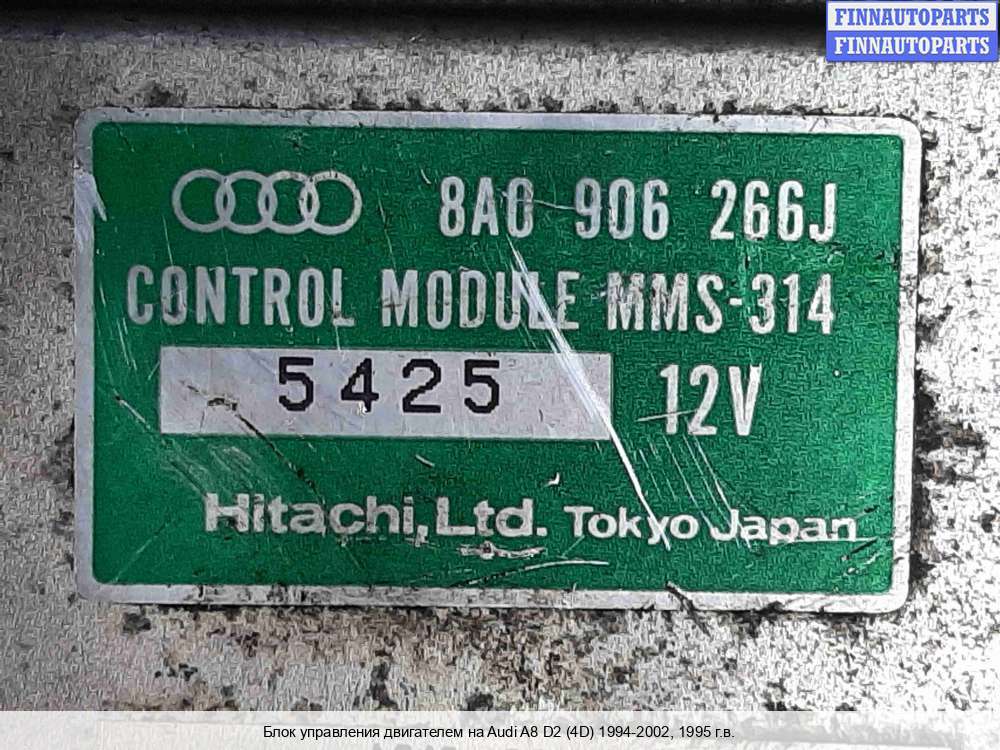 FINNAUTOPARTS
FINNAUTOPARTS
8A0 906 266J
CONTROL MODULE MMS-314
5425 12V
Hitachi, Ltd. Tokyo Japan
Блок управления двигателем на Audi A8 D2 (4D) 1994-2002, 1995 г.в.